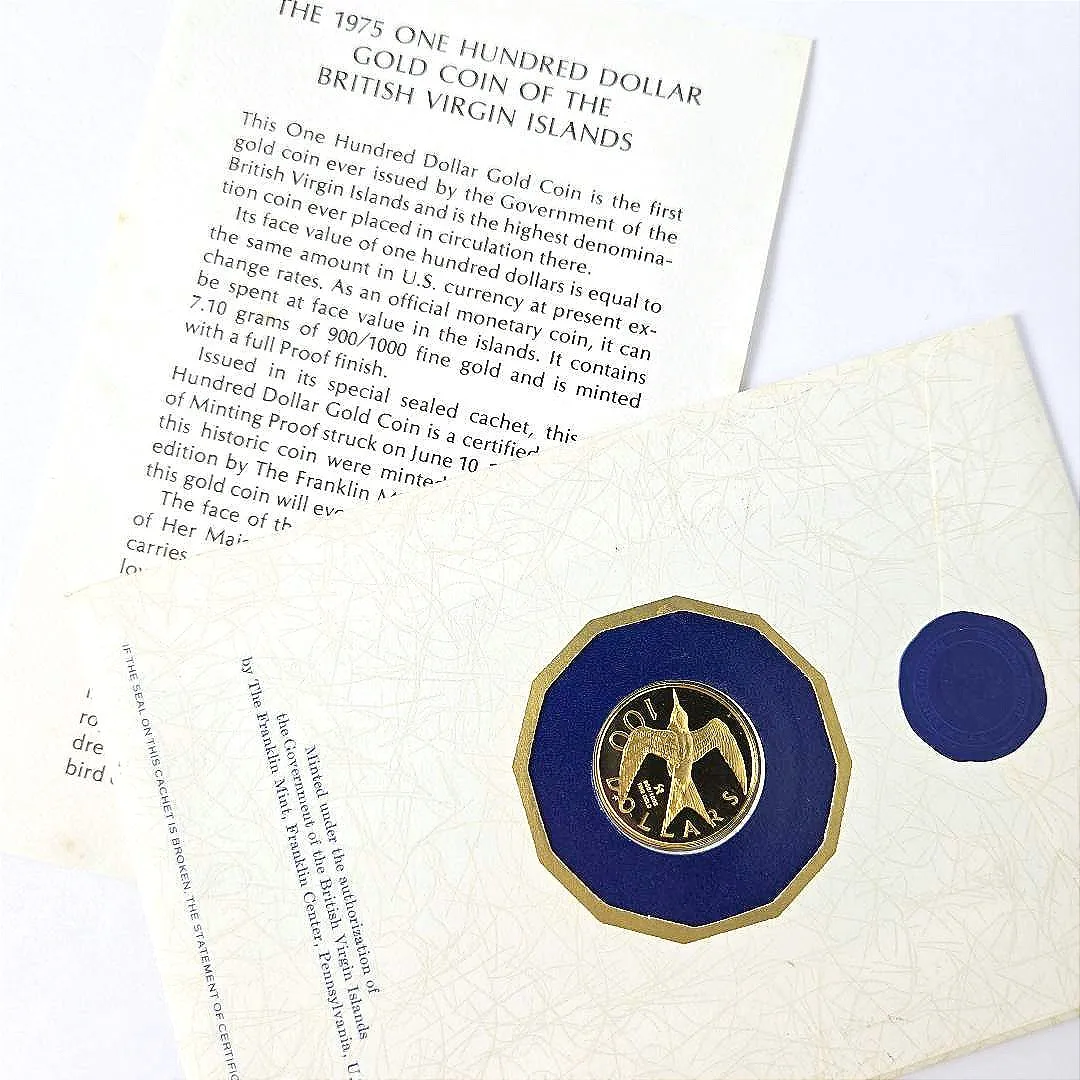 THE 1975 ONE HUNDRED DOLLAR
GOLD COIN OF THE
BRITISH VIRGIN ISLANDS
This One Hundred Dollar Gold Coin is the first
gold coin ever issued by the Government of the
British Virgin Islands and is the highest denomina-
tion coin ever placed in circulation there.
Its face value of one hundred dollars is equal to
the same amount in U.S. currency at present ex-
change rates. As an official monetary coin, it can
be spent at face value in the islands. It contains
7.10 grams of 900/1000 fine gold and is minted
with a full Proof finish.
Issued in its special sealed cachet, this
Hundred Dollar Gold Coin is a certified
of Minting Proof struck on June 10
this historic coin were minted
edition by The Franklin M
this gold coin will eve
The face of th
of Her Maje
carries
lov
ro
dre
bird
IF THE SEAL ON THIS CACHET IS BROKEN, THE STATEMENT OF CERTIFIC
Minted under the authorization of
the Government of the British Virgin Islands
by The Franklin Mint, Franklin Center, Pennsylvania, U.
100
DOLLARS